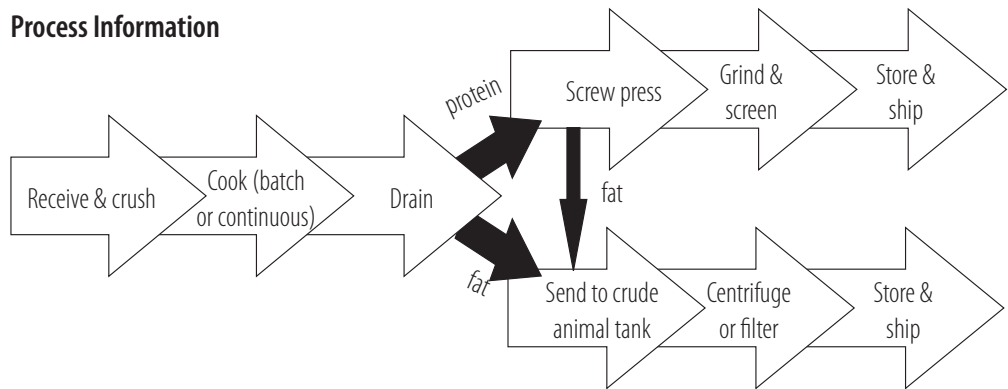 Process Information
Receive & crush
Cook (batch
or continuous)
Drain
protein
fat
Screw press
Grind &
screen
Store &
ship
fat
Send to crude
animal tank
Centrifuge
or filter
Store &
ship